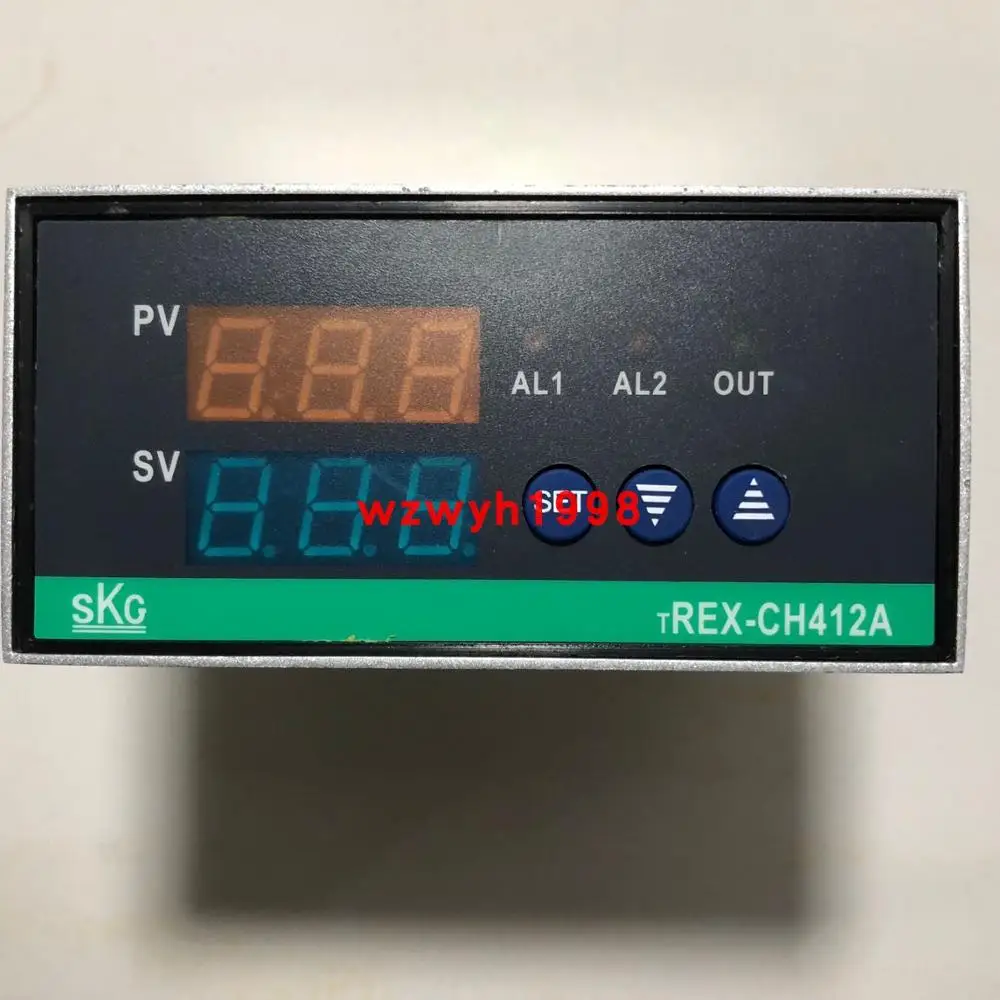 PV
AL1 AL2 OUT
SV
SET
wzwyh1998
sKG
TREX-CH412A